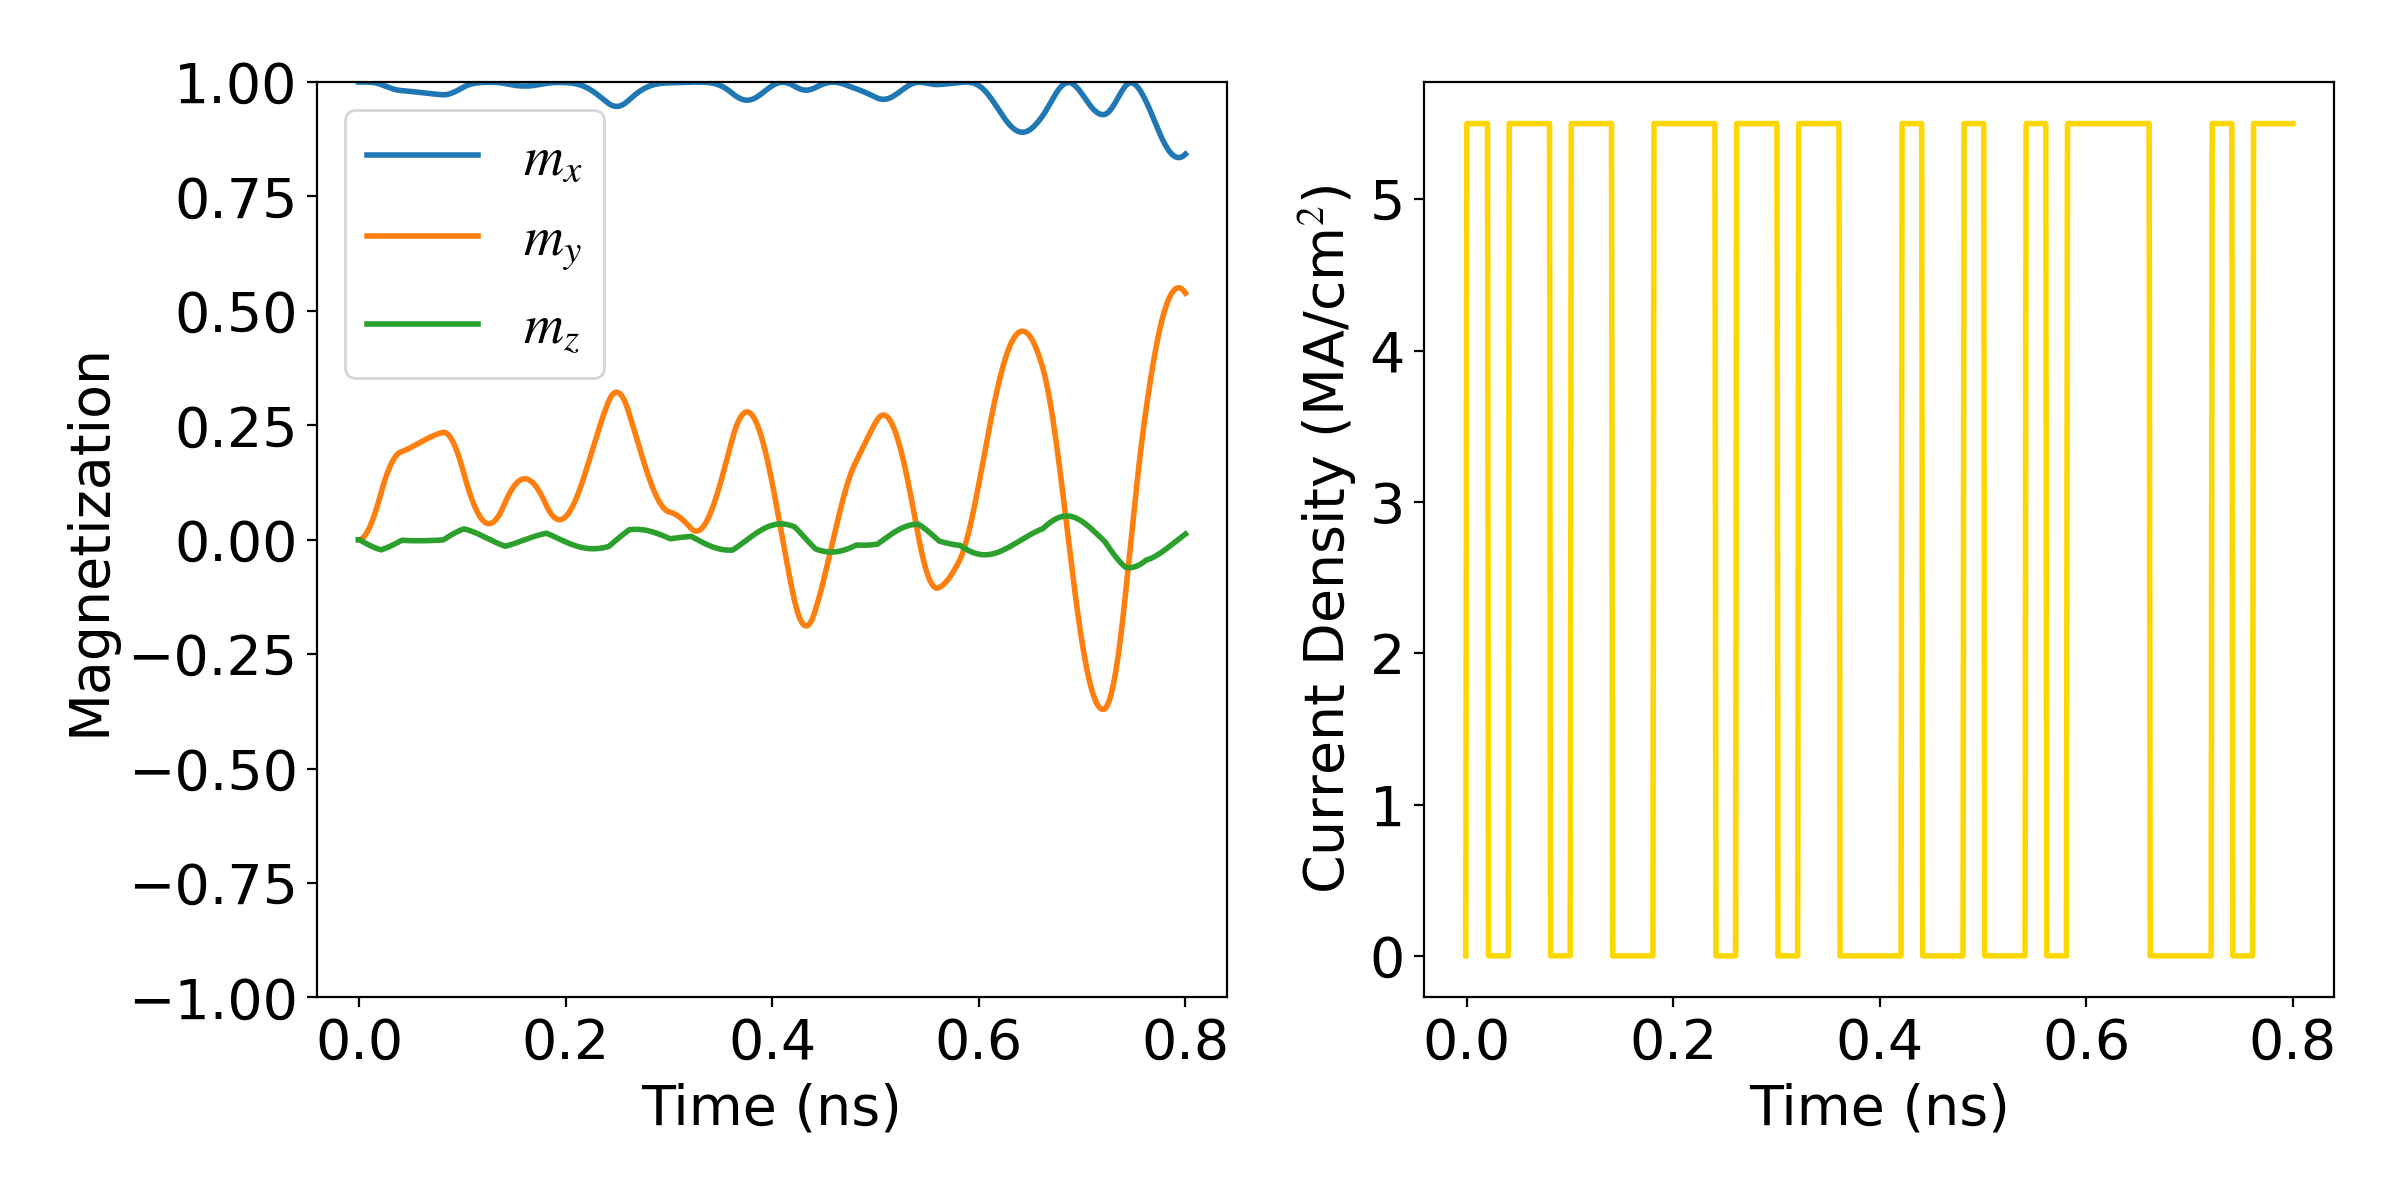 1.00
0.75
0.50
0.25
0.00
−0.25
−0.50
−0.75
−1.00
Magnetization
m_x
m_y
m_z
0.0 0.2 0.4 0.6 0.8
Time (ns)
5
4
3
2
1
0
Current Density (MA/cm²)
0.0 0.2 0.4 0.6 0.8
Time (ns)